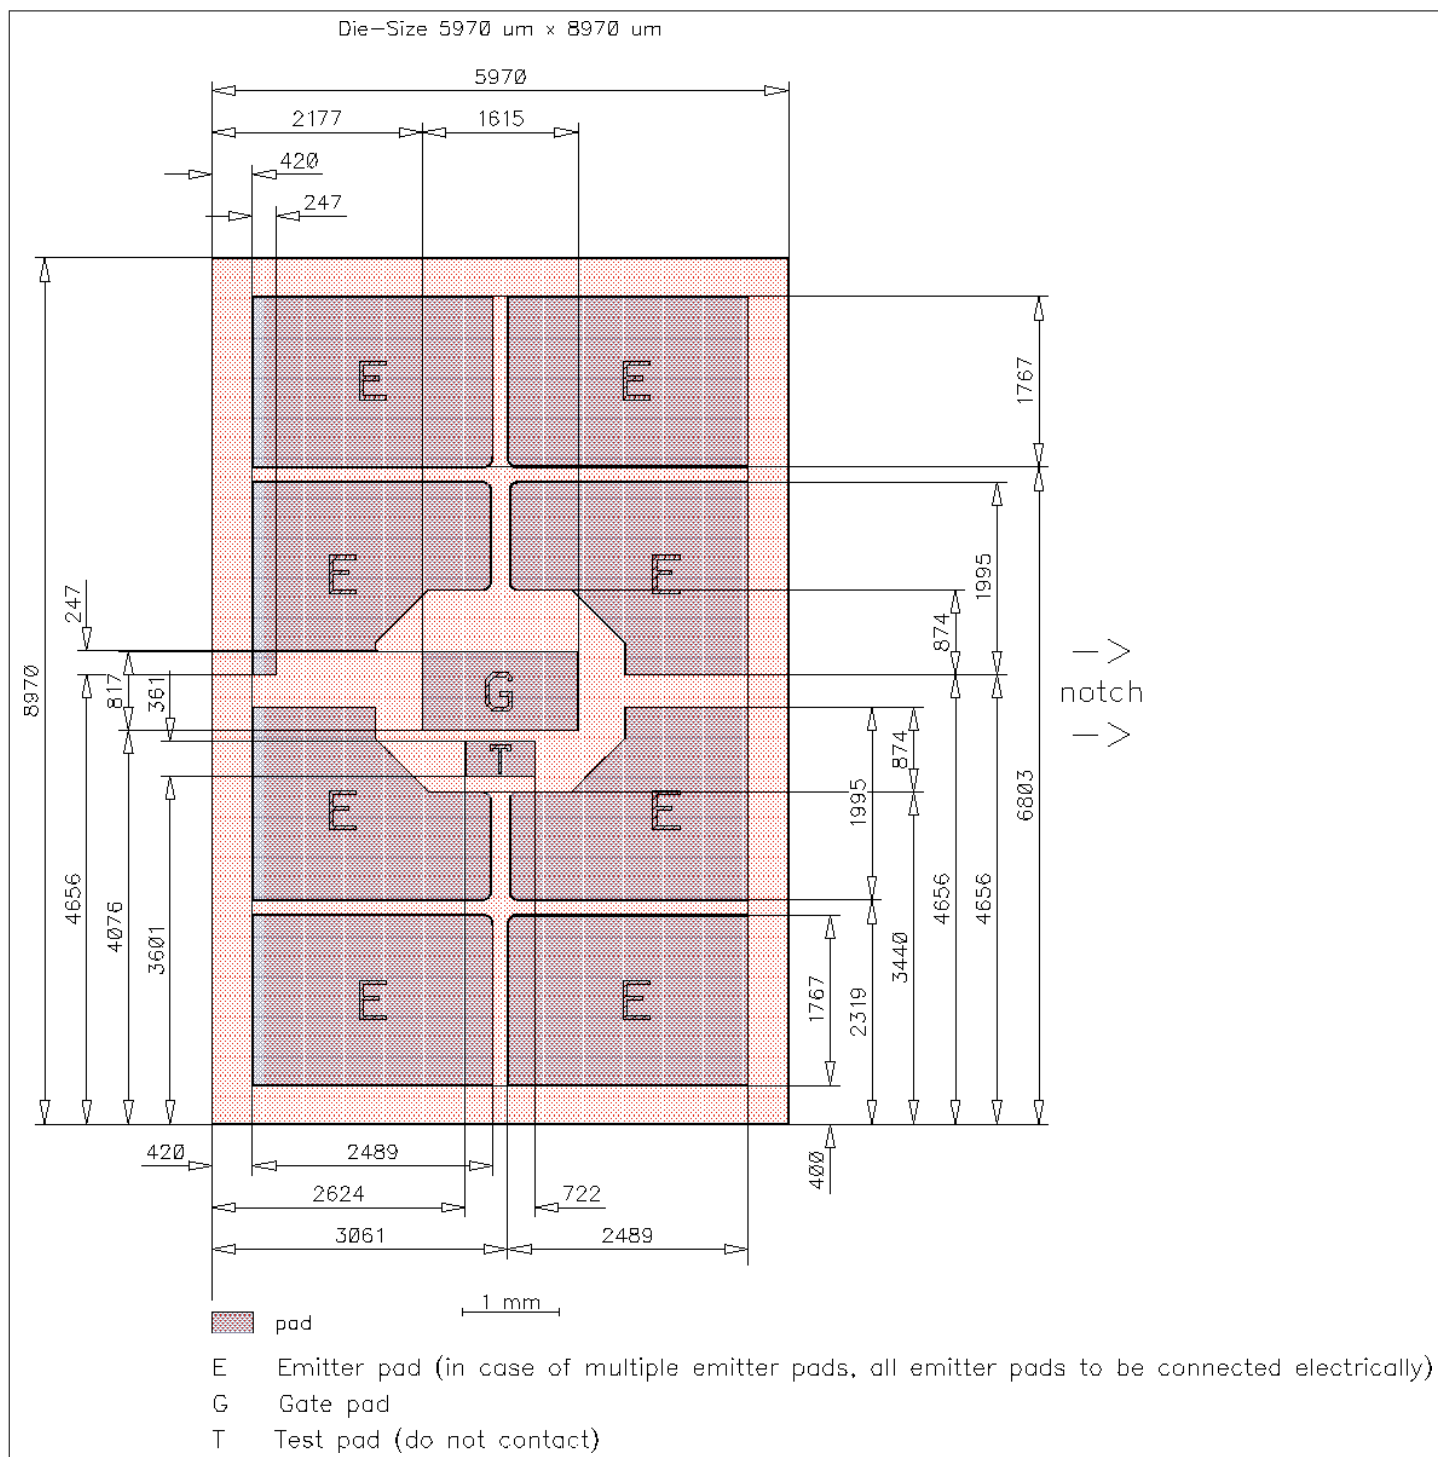 Die-Size 5970 um x 8970 um
5970
2177 1615
420
247
E E
1767
E E
1995
247
874
817
361
8970
G
->
notch
->
T
874
E E
1995
6803
4656
4076
3601
4656
4656
3440
E E
1767
2319
400
420 2489
2624 722
3061 2489
1 mm
pad
E Emitter pad (in case of multiple emitter pads, all emitter pads to be connected electrically)
G Gate pad
T Test pad (do not contact)